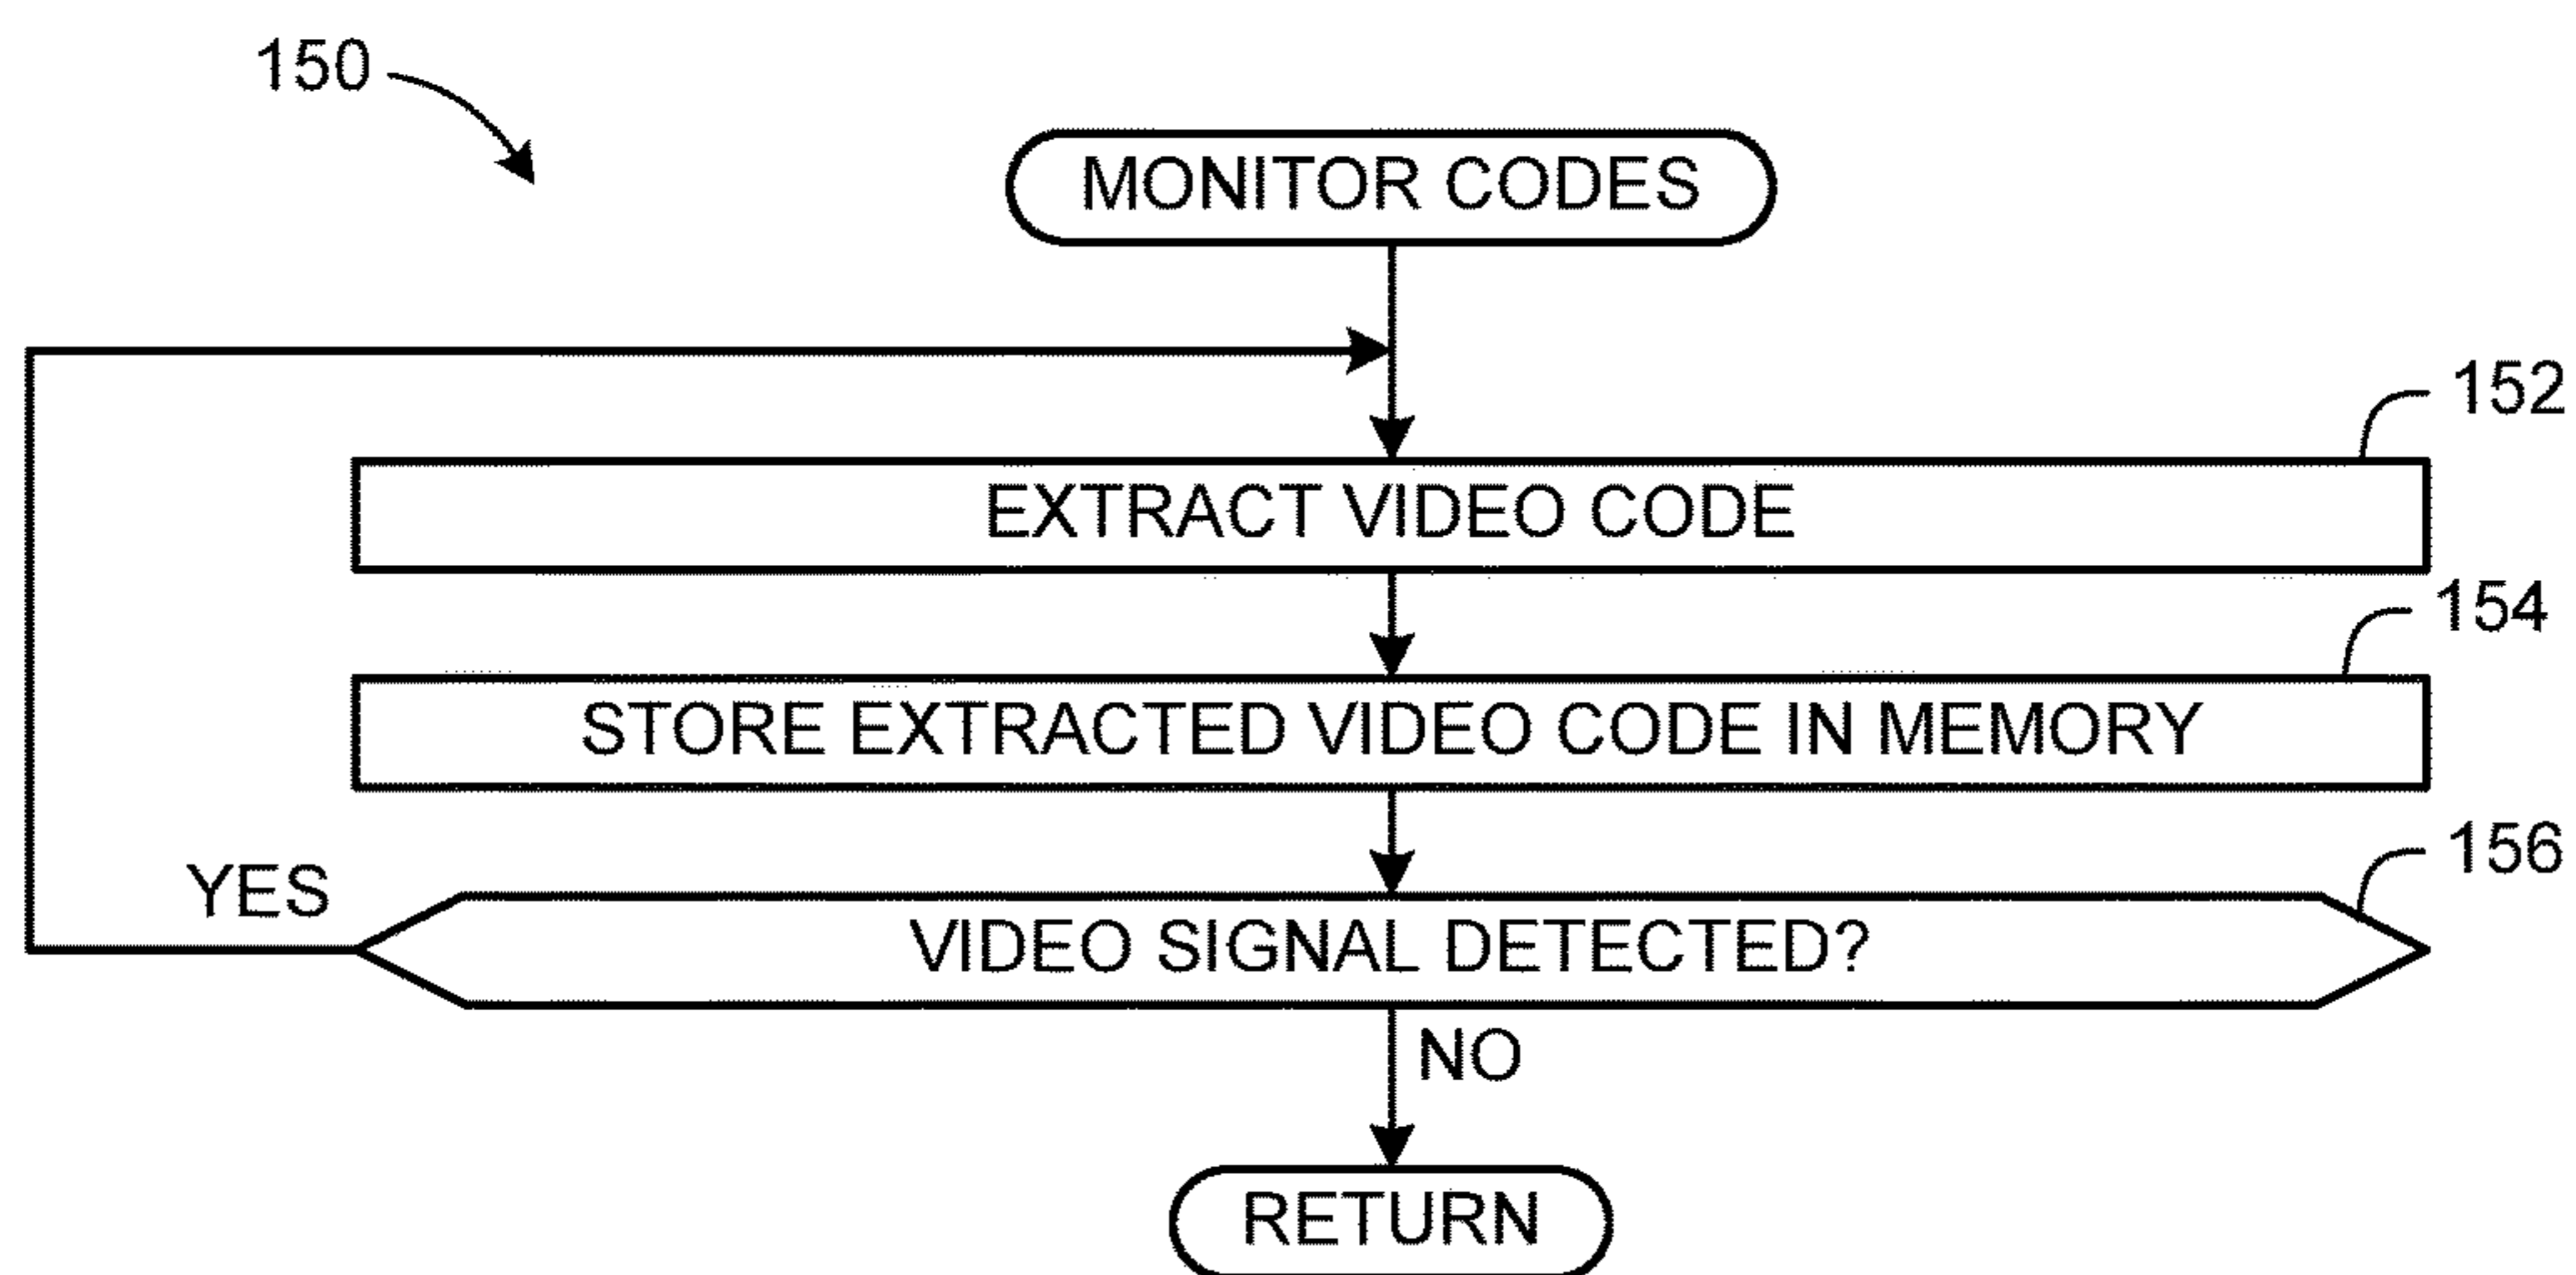 150
MONITOR CODES
152
EXTRACT VIDEO CODE
154
STORE EXTRACTED VIDEO CODE IN MEMORY
156
YES
VIDEO SIGNAL DETECTED?
NO
RETURN